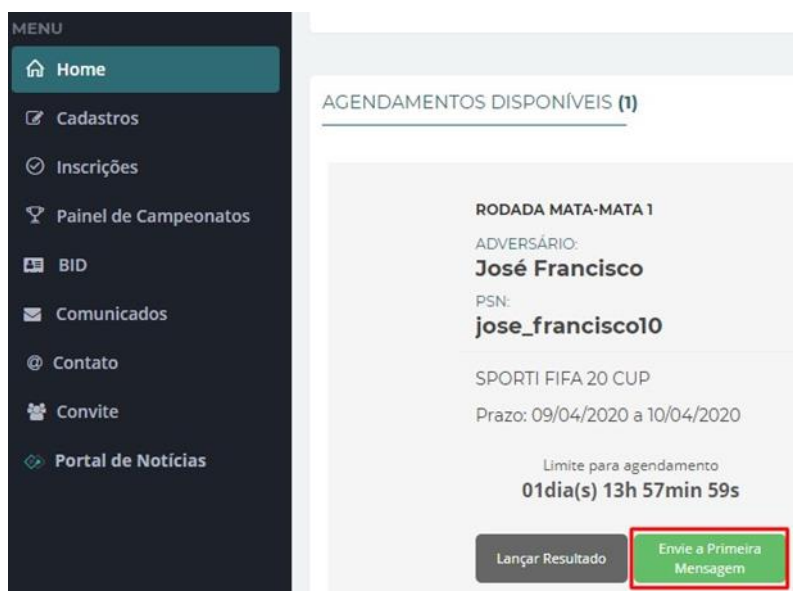 MENU
Home
Cadastros
Inscrições
Painel de Campeonatos
BID
Comunicados
@ Contato
Convite
Portal de Notícias
AGENDAMENTOS DISPONÍVEIS (1)
RODADA MATA-MATA 1
ADVERSÁRIO:
José Francisco
PSN:
jose_francisco10
SPORTI FIFA 20 CUP
Prazo: 09/04/2020 a 10/04/2020
Limite para agendamento
01dia(s) 13h 57min 59s
Lançar Resultado
Envie a Primeira
Mensagem